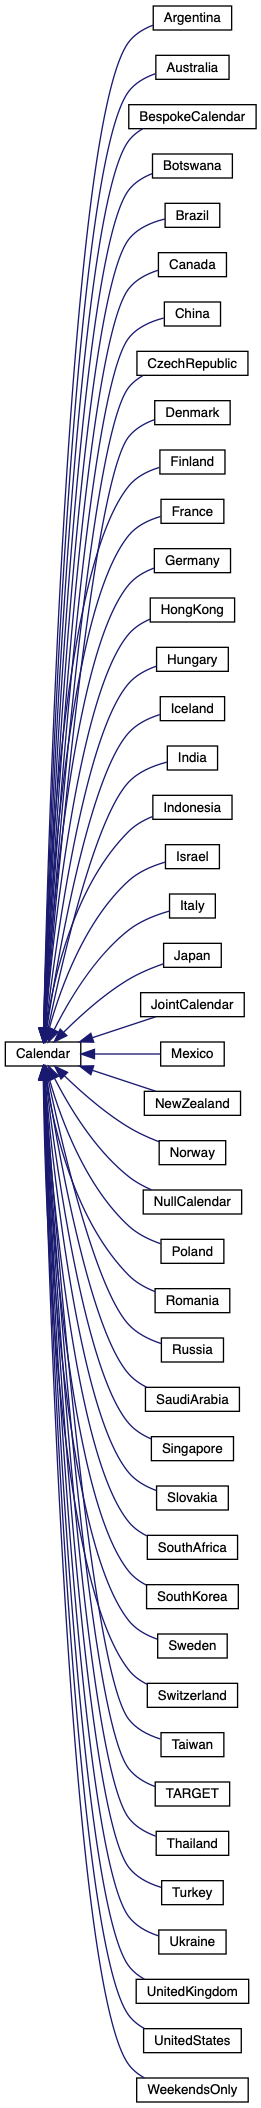 Argentina
Australia
BespokeCalendar
Botswana
Brazil
Canada
China
CzechRepublic
Denmark
Finland
France
Germany
HongKong
Hungary
Iceland
India
Indonesia
Israel
Italy
Japan
JointCalendar
Calendar
Mexico
NewZealand
Norway
NullCalendar
Poland
Romania
Russia
SaudiArabia
Singapore
Slovakia
SouthAfrica
SouthKorea
Sweden
Switzerland
Taiwan
TARGET
Thailand
Turkey
Ukraine
UnitedKingdom
UnitedStates
WeekendsOnly